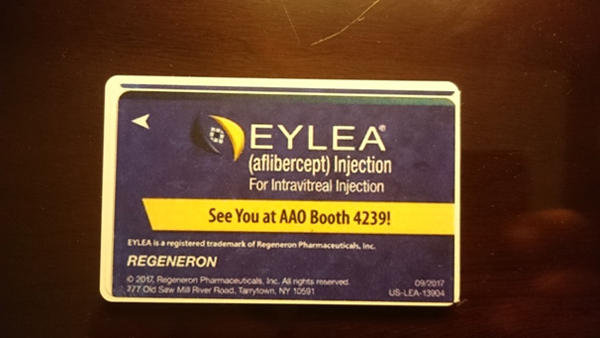 EYLEA®
(aflibercept) Injection
For Intravitreal Injection
See You at AAO Booth 4239!
EYLEA is a registered trademark of Regeneron Pharmaceuticals, Inc.
REGENERON
© 2017, Regeneron Pharmaceuticals, Inc. All rights reserved. 09/2017
777 Old Saw Mill River Road, Tarrytown, NY 10591 US-LEA-13904